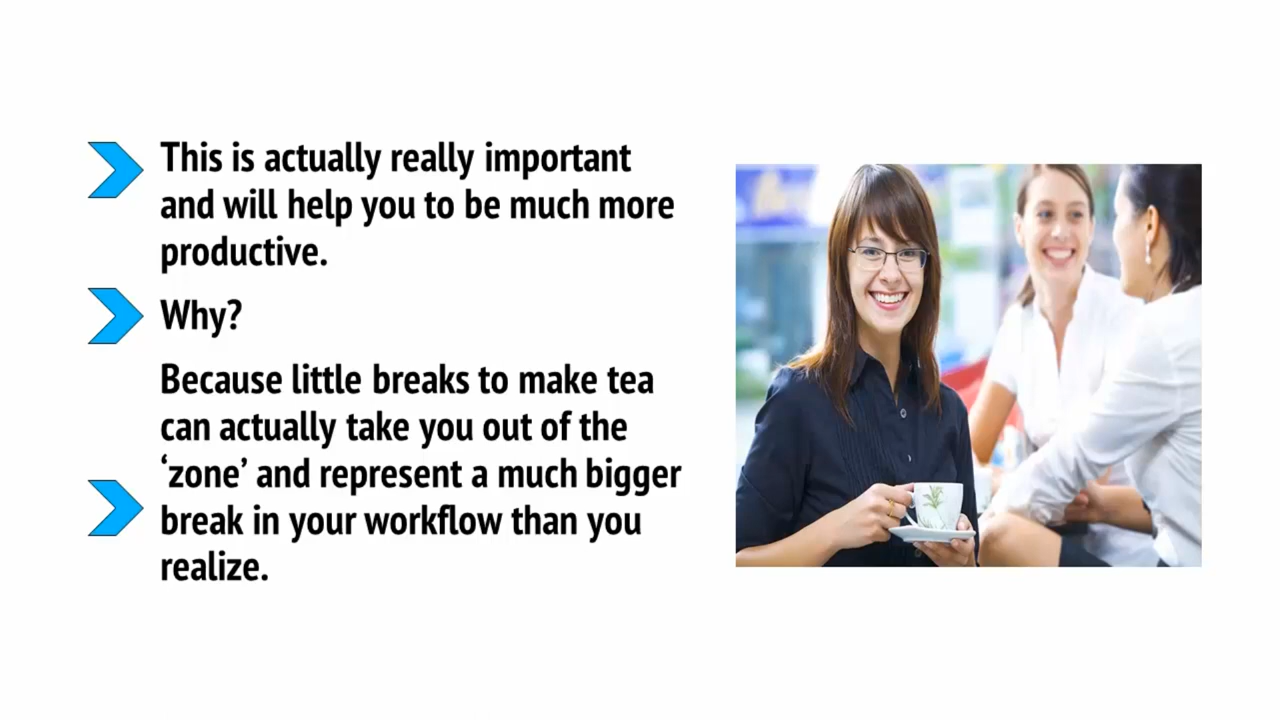 This is actually really important
and will help you to be much more
productive.
Why?
Because little breaks to make tea
can actually take you out of the
‘zone’ and represent a much bigger
break in your workflow than you
realize.